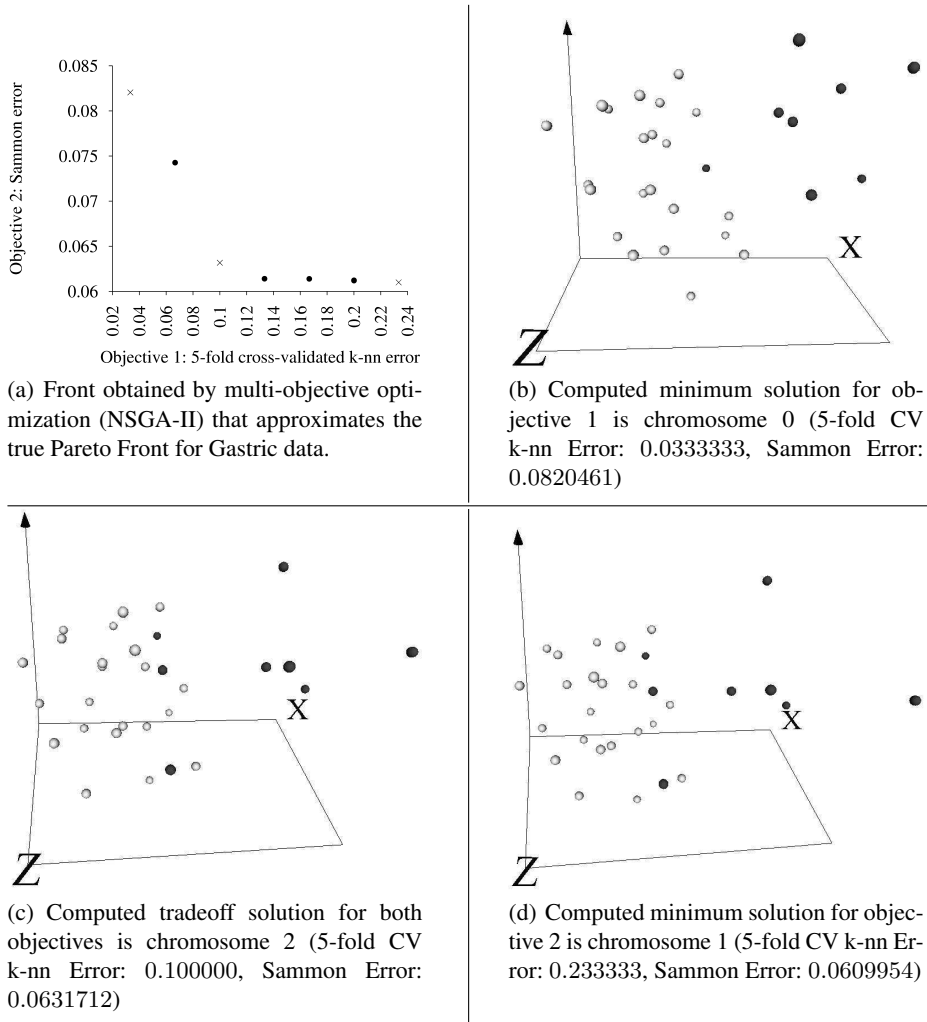 0.085
0.08
0.075
0.07
0.065
0.06
Objective 2: Sammon error
0.02
0.04
0.06
0.08
0.1
0.12
0.14
0.16
0.18
0.2
0.22
0.24
Objective 1: 5-fold cross-validated k-nn error
(a) Front obtained by multi-objective opti-
mization (NSGA-II) that approximates the
true Pareto Front for Gastric data.
X
Z
(b) Computed minimum solution for ob-
jective 1 is chromosome 0 (5-fold CV
k-nn Error: 0.0333333, Sammon Error:
0.0820461)
X
Z
(c) Computed tradeoff solution for both
objectives is chromosome 2 (5-fold CV
k-nn Error: 0.100000, Sammon Error:
0.0631712)
X
Z
(d) Computed minimum solution for objec-
tive 2 is chromosome 1 (5-fold CV k-nn Er-
ror: 0.233333, Sammon Error: 0.0609954)